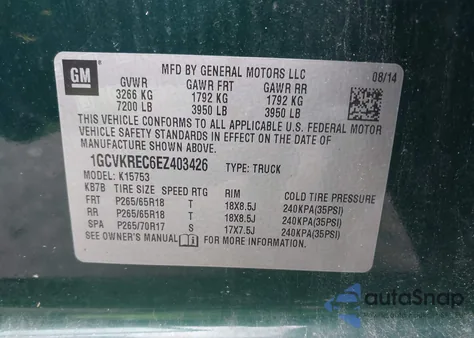 GM
MFD BY GENERAL MOTORS LLC
08/14
GVWR GAWR FRT GAWR RR
3266 KG 1792 KG 1792 KG
7200 LB 3950 LB 3950 LB
THIS VEHICLE CONFORMS TO ALL APPLICABLE U.S. FEDERAL MOTOR
VEHICLE SAFETY STANDARDS IN EFFECT ON THE DATE OF
MANUFACTURE SHOWN ABOVE.
1GCVKREC6EZ403426 TYPE: TRUCK
MODEL: K15753
KB7B TIRE SIZE SPEED RTG RIM COLD TIRE PRESSURE
FRT P265/65R18 T 18X8.5J 240KPA(35PSI)
RR P265/65R18 T 18X8.5J 240KPA(35PSI)
SPA P265/70R17 S 17X7.5J 240KPA(35PSI)
SEE OWNER'S MANUAL FOR MORE INFORMATION.
autoSnap